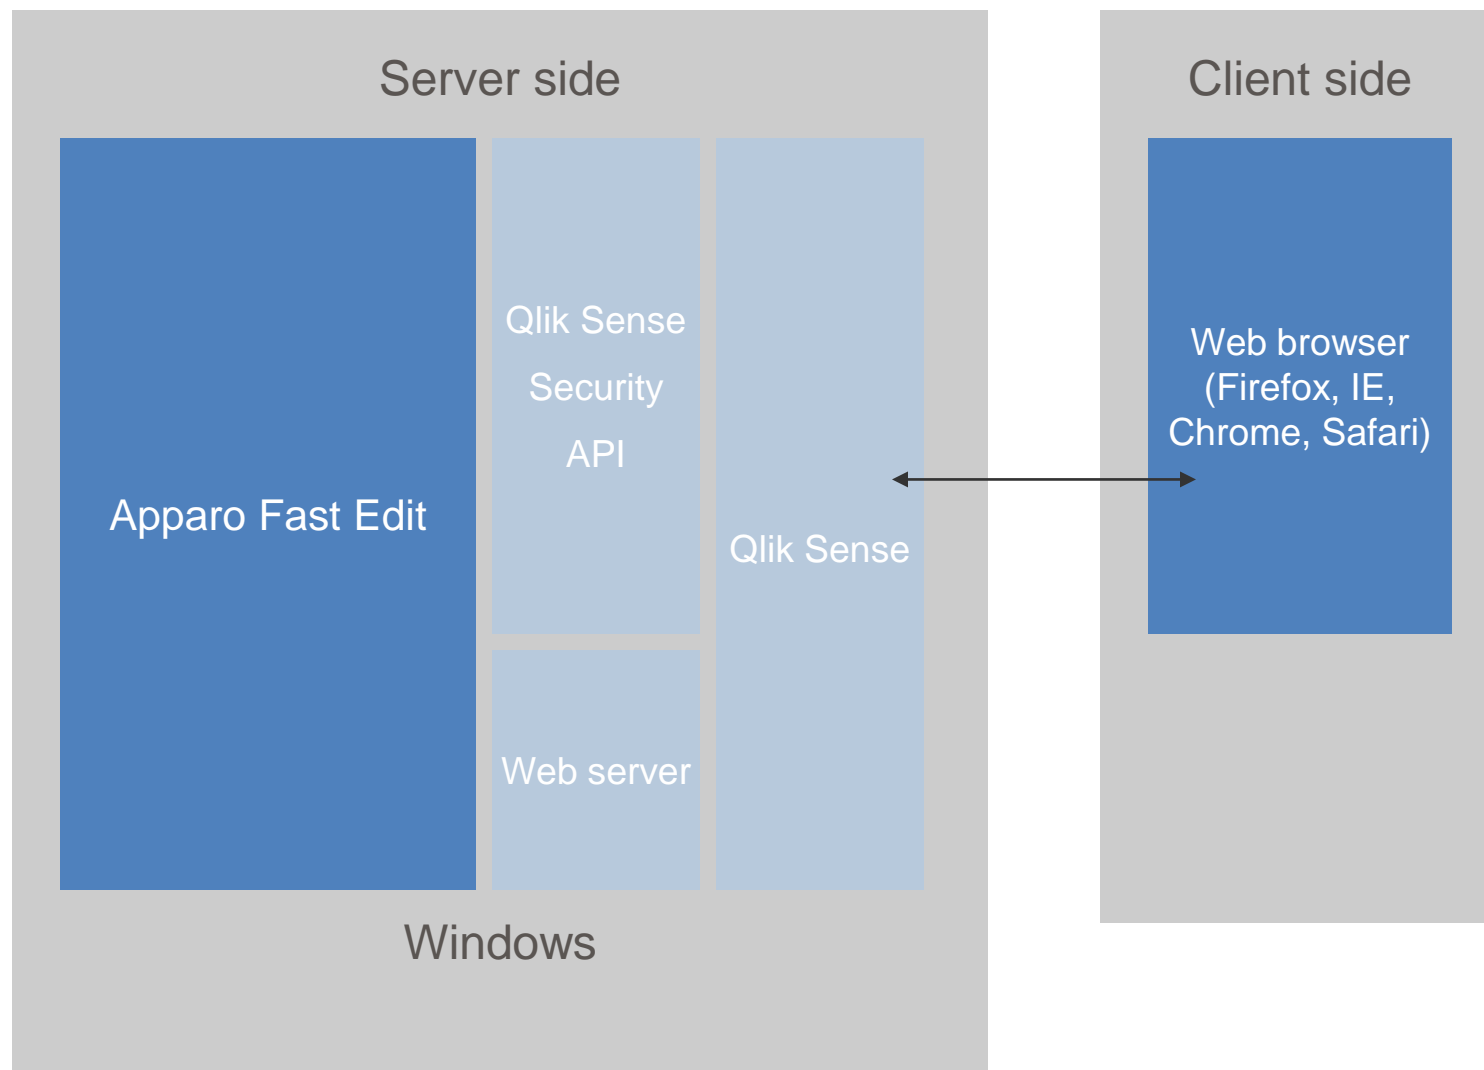 Server side
Client side
Apparo Fast Edit
Qlik Sense
Security
API
Web server
Qlik Sense
Web browser
(Firefox, IE,
Chrome, Safari)
Windows